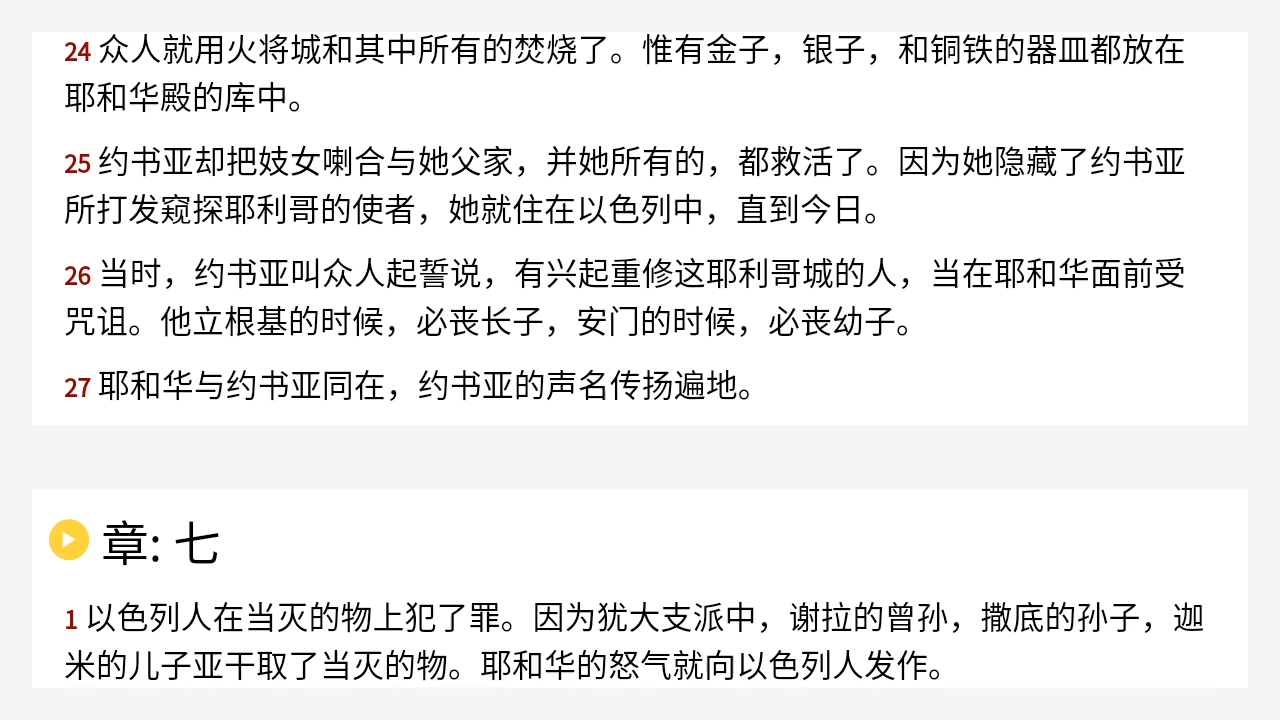 24 众人就用火将城和其中所有的焚烧了。惟有金子，银子，和铜铁的器皿都放在
耶和华殿的库中。
25 约书亚却把妓女喇合与她父家，并她所有的，都救活了。因为她隐藏了约书亚
所打发窥探耶利哥的使者，她就住在以色列中，直到今日。
26 当时，约书亚叫众人起誓说，有兴起重修这耶利哥城的人，当在耶和华面前受
咒诅。他立根基的时候，必丧长子，安门的时候，必丧幼子。
27 耶和华与约书亚同在，约书亚的声名传扬遍地。
章: 七
1 以色列人在当灭的物上犯了罪。因为犹大支派中，谢拉的曾孙，撒底的孙子，迦
米的儿子亚干取了当灭的物。耶和华的怒气就向以色列人发作。